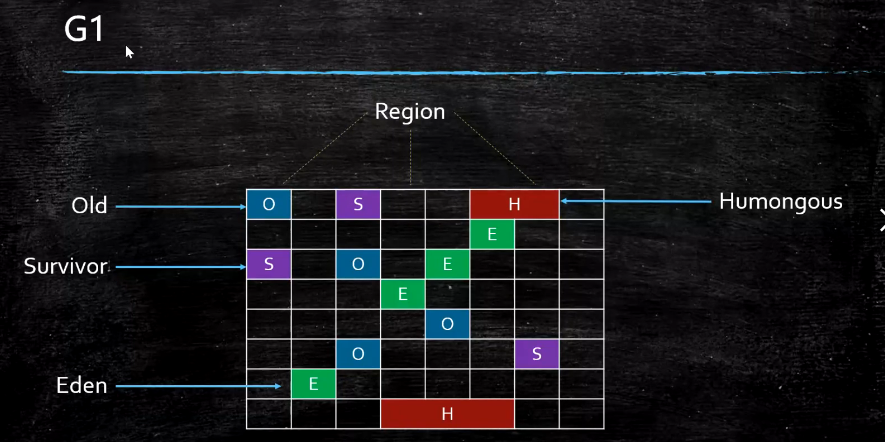 G1
Region
Old O S H Humongous
E
Survivor S O E
E
O
O S
Eden E
H